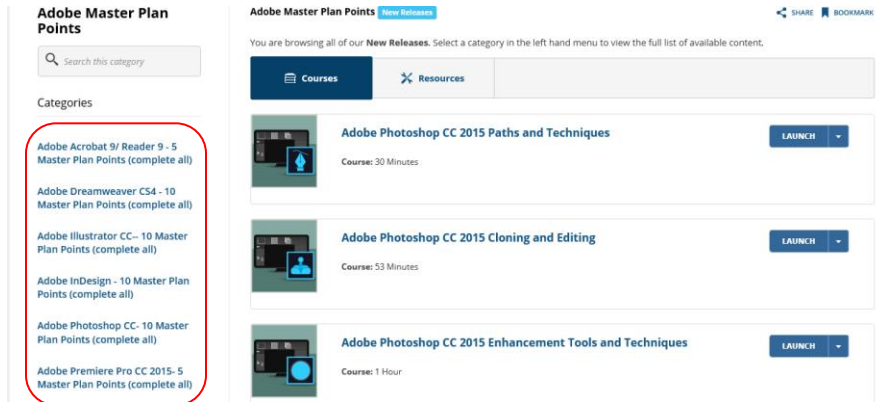 Adobe Master Plan
Points
Search this category
Categories
Adobe Acrobat 9/ Reader 9 - 5
Master Plan Points (complete all)
Adobe Dreamweaver CS4 - 10
Master Plan Points (complete all)
Adobe Illustrator CC-- 10 Master
Plan Points (complete all)
Adobe InDesign - 10 Master Plan
Points (complete all)
Adobe Photoshop CC- 10 Master
Plan Points (complete all)
Adobe Premiere Pro CC 2015- 5
Master Plan Points (complete all)
Adobe Master Plan Points New Releases
SHARE BOOKMARK
You are browsing all of our New Releases. Select a category in the left hand menu to view the full list of available content.
Courses Resources
Adobe Photoshop CC 2015 Paths and Techniques
LAUNCH
Course: 30 Minutes
Adobe Photoshop CC 2015 Cloning and Editing
LAUNCH
Course: 53 Minutes
Adobe Photoshop CC 2015 Enhancement Tools and Techniques
LAUNCH
Course: 1 Hour